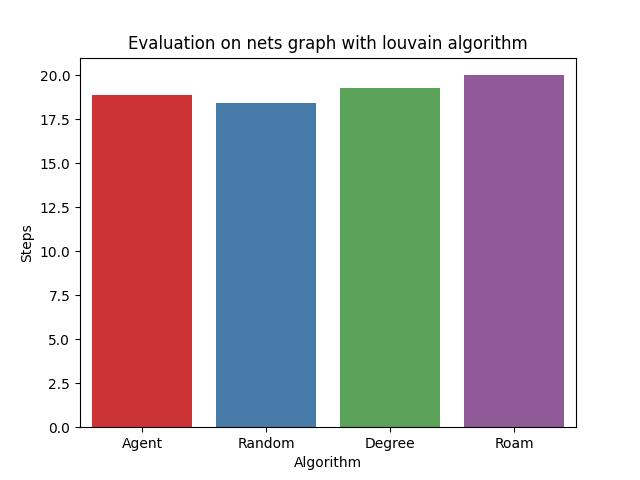 Evaluation on nets graph with louvain algorithm
20.0
17.5
15.0
12.5
10.0
7.5
5.0
2.5
0.0
Steps
Agent Random Degree Roam
Algorithm